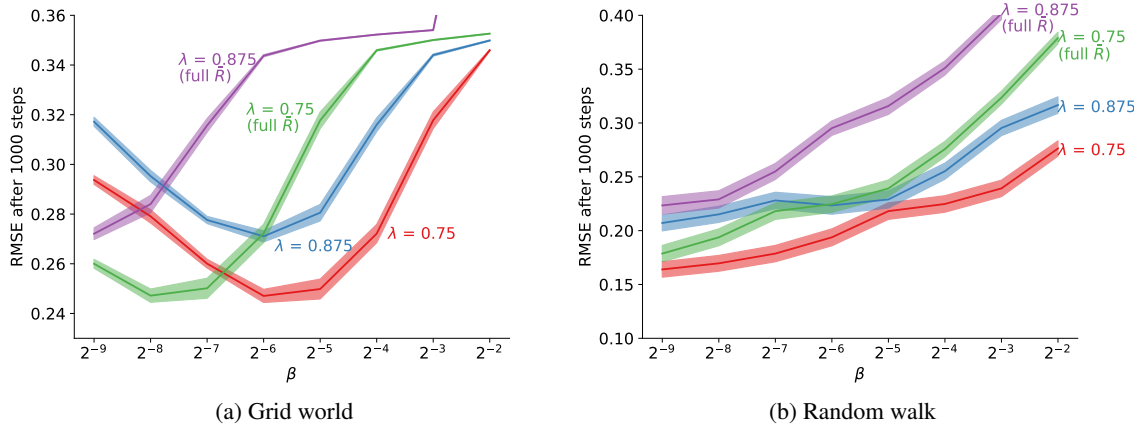 0.36
0.34
0.32
0.30
0.28
0.26
0.24
RMSE after 1000 steps
λ = 0.875
(full R̄)
λ = 0.75
(full R̄)
λ = 0.875
λ = 0.75
2⁻⁹ 2⁻⁸ 2⁻⁷ 2⁻⁶ 2⁻⁵ 2⁻⁴ 2⁻³ 2⁻²
β
(a) Grid world
0.40
0.35
0.30
0.25
0.20
0.15
0.10
RMSE after 1000 steps
λ = 0.875
(full R̄)
λ = 0.75
(full R̄)
λ = 0.875
λ = 0.75
2⁻⁹ 2⁻⁸ 2⁻⁷ 2⁻⁶ 2⁻⁵ 2⁻⁴ 2⁻³ 2⁻²
β
(b) Random walk